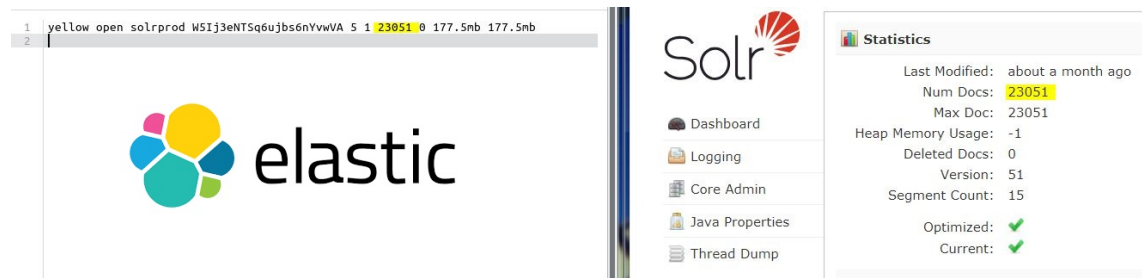 1 yellow open solrprod W5Ij3eNTSq6ujbs6nYvwVA 5 1 23051 0 177.5mb 177.5mb
2
elastic
Solr
Dashboard
Logging
Core Admin
Java Properties
Thread Dump
Statistics
Last Modified: about a month ago
Num Docs: 23051
Max Doc: 23051
Heap Memory Usage: -1
Deleted Docs: 0
Version: 51
Segment Count: 15
Optimized:
Current: